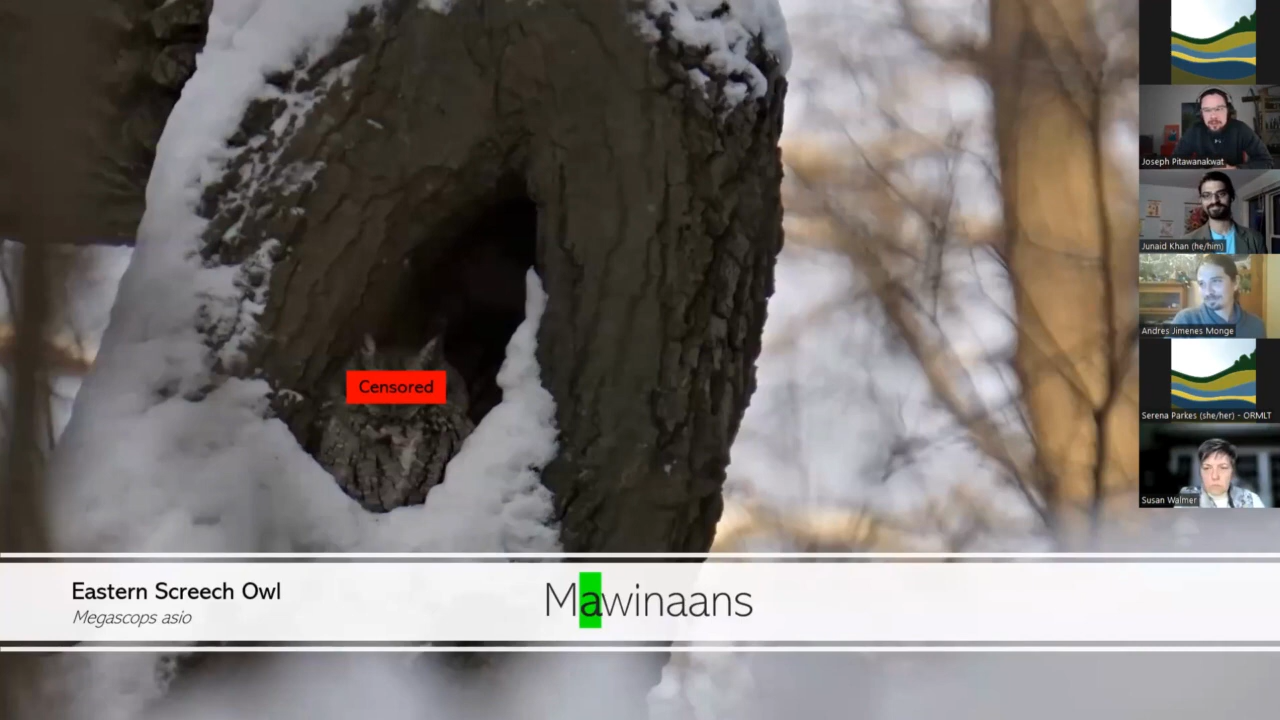 Censored
Eastern Screech Owl
Megascops asio
Mawinaans
Joseph Pitawanakwat
Junaid Khan (he/him)
Andres Jimenes Monge
Serena Parkes (she/her) - ORMLT
Susan Walmer